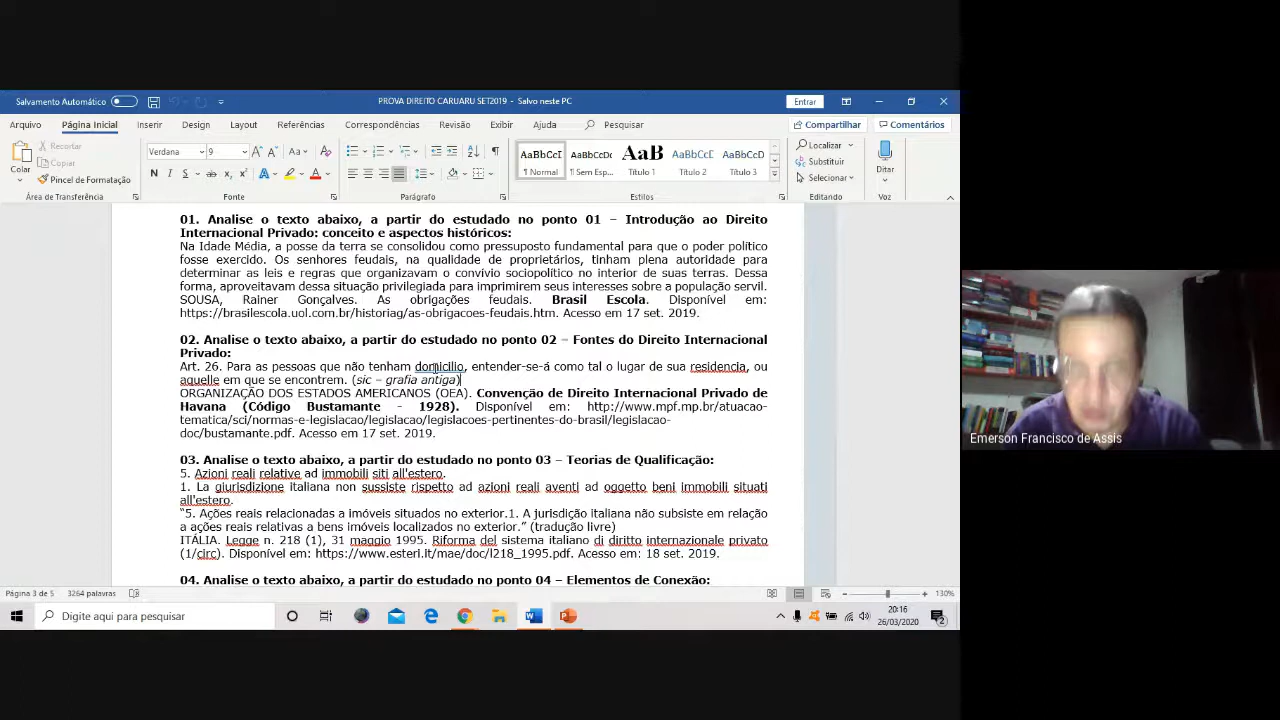 Salvamento Automático
PROVA DIREITO CARUARU SET2019 - Salvo neste PC
Entrar
Arquivo Página Inicial Inserir Design Layout Referências Correspondências Revisão Exibir Ajuda Pesquisar
Compartilhar Comentários
Colar
Recortar
Copiar
Pincel de Formatação
Verdana 9
N I S
AaBbCcI AaBbCcDc AaB AaBbCcD AaBbCcI
¶ Normal ¶ Sem Esp... Título 1 Título 2 Título 3
Localizar
Substituir
Selecionar
Ditar
Área de Transferência Fonte Parágrafo Estilos Editando Voz
01. Analise o texto abaixo, a partir do estudado no ponto 01 – Introdução ao Direito
Internacional Privado: conceito e aspectos históricos:
Na Idade Média, a posse da terra se consolidou como pressuposto fundamental para que o poder político
fosse exercido. Os senhores feudais, na qualidade de proprietários, tinham plena autoridade para
determinar as leis e regras que organizavam o convívio sociopolítico no interior de suas terras. Dessa
forma, aproveitavam dessa situação privilegiada para imprimirem seus interesses sobre a população servil.
SOUSA, Rainer Gonçalves. As obrigações feudais. Brasil Escola. Disponível em:
https://brasilescola.uol.com.br/historiag/as-obrigacoes-feudais.htm. Acesso em 17 set. 2019.
02. Analise o texto abaixo, a partir do estudado no ponto 02 – Fontes do Direito Internacional
Privado:
Art. 26. Para as pessoas que não tenham domicilio, entender-se-á como tal o lugar de sua residencia, ou
aquelle em que se encontrem. (sic – grafia antiga)
ORGANIZAÇÃO DOS ESTADOS AMERICANOS (OEA). Convenção de Direito Internacional Privado de
Havana (Código Bustamante - 1928). Disponível em: http://www.mpf.mp.br/atuacao-
tematica/sci/normas-e-legislacao/legislacao/legislacoes-pertinentes-do-brasil/legislacao-
doc/bustamante.pdf. Acesso em 17 set. 2019.
03. Analise o texto abaixo, a partir do estudado no ponto 03 – Teorias de Qualificação:
5. Azioni reali relative ad immobili siti all'estero.
1. La giurisdizione italiana non sussiste rispetto ad azioni reali aventi ad oggetto beni immobili situati
all'estero.
"5. Ações reais relacionadas a imóveis situados no exterior.1. A jurisdição italiana não subsiste em relação
a ações reais relativas a bens imóveis localizados no exterior." (tradução livre)
ITÁLIA. Legge n. 218 (1), 31 maggio 1995. Riforma del sistema italiano di diritto internazionale privato
(1/circ). Disponível em: https://www.esteri.it/mae/doc/l218_1995.pdf. Acesso em: 18 set. 2019.
04. Analise o texto abaixo, a partir do estudado no ponto 04 – Elementos de Conexão:
Página 3 de 5 3264 palavras
130%
Digite aqui para pesquisar
20:16
26/03/2020
2
Emerson Francisco de Assis